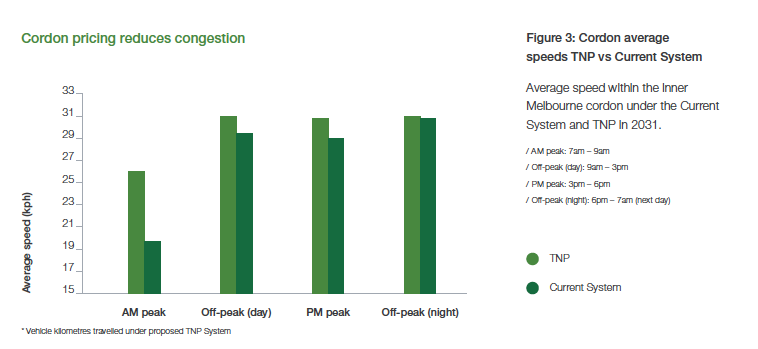 Cordon pricing reduces congestion
Figure 3: Cordon average
speeds TNP vs Current System
Average speed within the Inner
Melbourne cordon under the Current
System and TNP in 2031.
/ AM peak: 7am – 9am
/ Off-peak (day): 9am – 3pm
/ PM peak: 3pm – 6pm
/ Off-peak (night): 6pm – 7am (next day)
TNP
Current System
Average speed (kph)
33
31
29
27
25
23
21
19
17
15
AM peak
Off-peak (day)
PM peak
Off-peak (night)
* Vehicle kilometres travelled under proposed TNP System